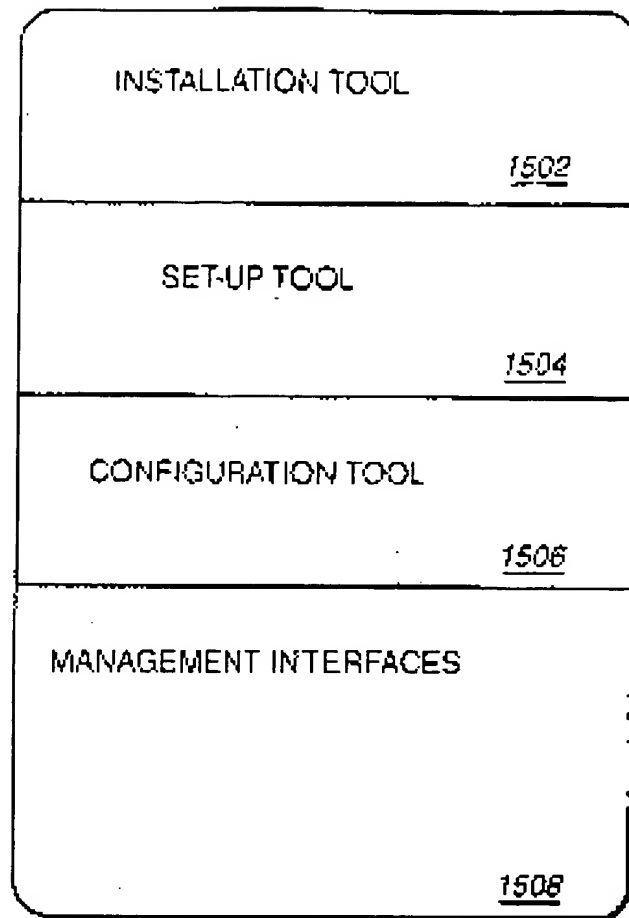 INSTALLATION TOOL
1502
SET-UP TOOL
1504
CONFIGURATION TOOL
1506
MANAGEMENT INTERFACES
1508